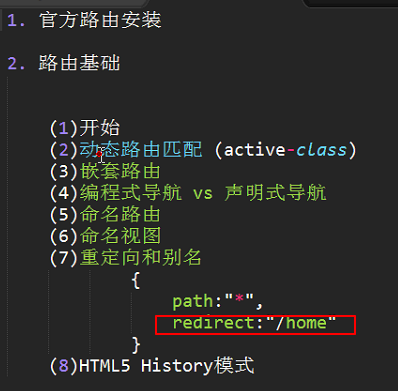 1. 官方路由安装
2. 路由基础
(1)开始
(2)动态路由匹配 (active-class)
(3)嵌套路由
(4)编程式导航 vs 声明式导航
(5)命名路由
(6)命名视图
(7)重定向和别名
{
path:"*",
redirect:"/home"
}
(8)HTML5 History模式